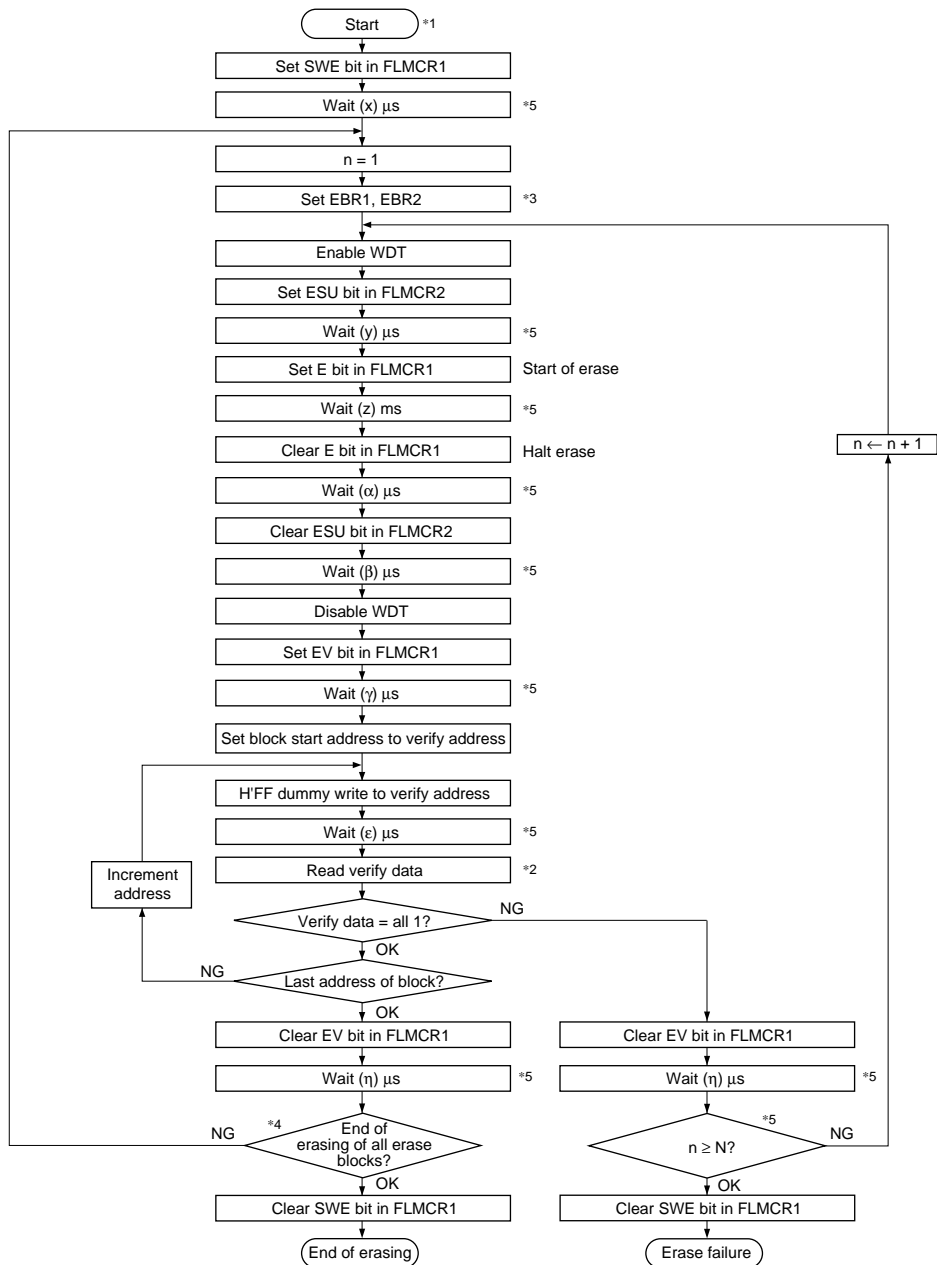 Start *1
Set SWE bit in FLMCR1
Wait (x) μs *5
n = 1
Set EBR1, EBR2 *3
Enable WDT
Set ESU bit in FLMCR2
Wait (y) μs *5
Set E bit in FLMCR1 Start of erase
Wait (z) ms *5
n ← n + 1
Clear E bit in FLMCR1 Halt erase
Wait (α) μs *5
Clear ESU bit in FLMCR2
Wait (β) μs *5
Disable WDT
Set EV bit in FLMCR1
Wait (γ) μs *5
Set block start address to verify address
H'FF dummy write to verify address
Wait (ε) μs *5
Read verify data *2
Increment
address
Verify data = all 1?
NG
OK
Last address of block?
NG
OK
Clear EV bit in FLMCR1
Wait (η) μs *5
*4
End of
erasing of all erase
blocks?
NG
OK
Clear SWE bit in FLMCR1
End of erasing
Clear EV bit in FLMCR1
Wait (η) μs *5
*5
n ≥ N?
NG
OK
Clear SWE bit in FLMCR1
Erase failure